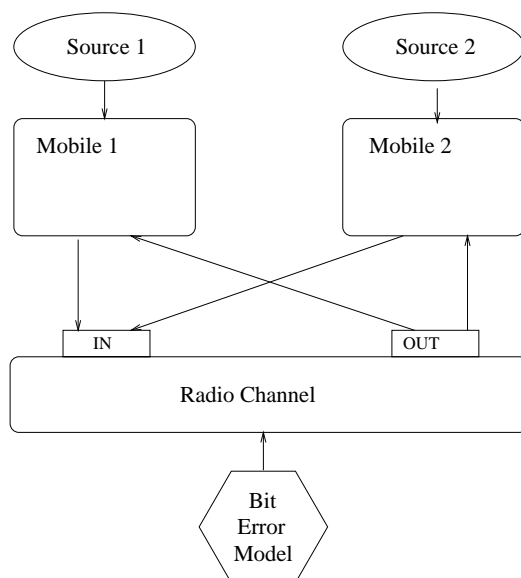 Source 1
Source 2
Mobile 1
Mobile 2
IN
OUT
Radio Channel
Bit
Error
Model